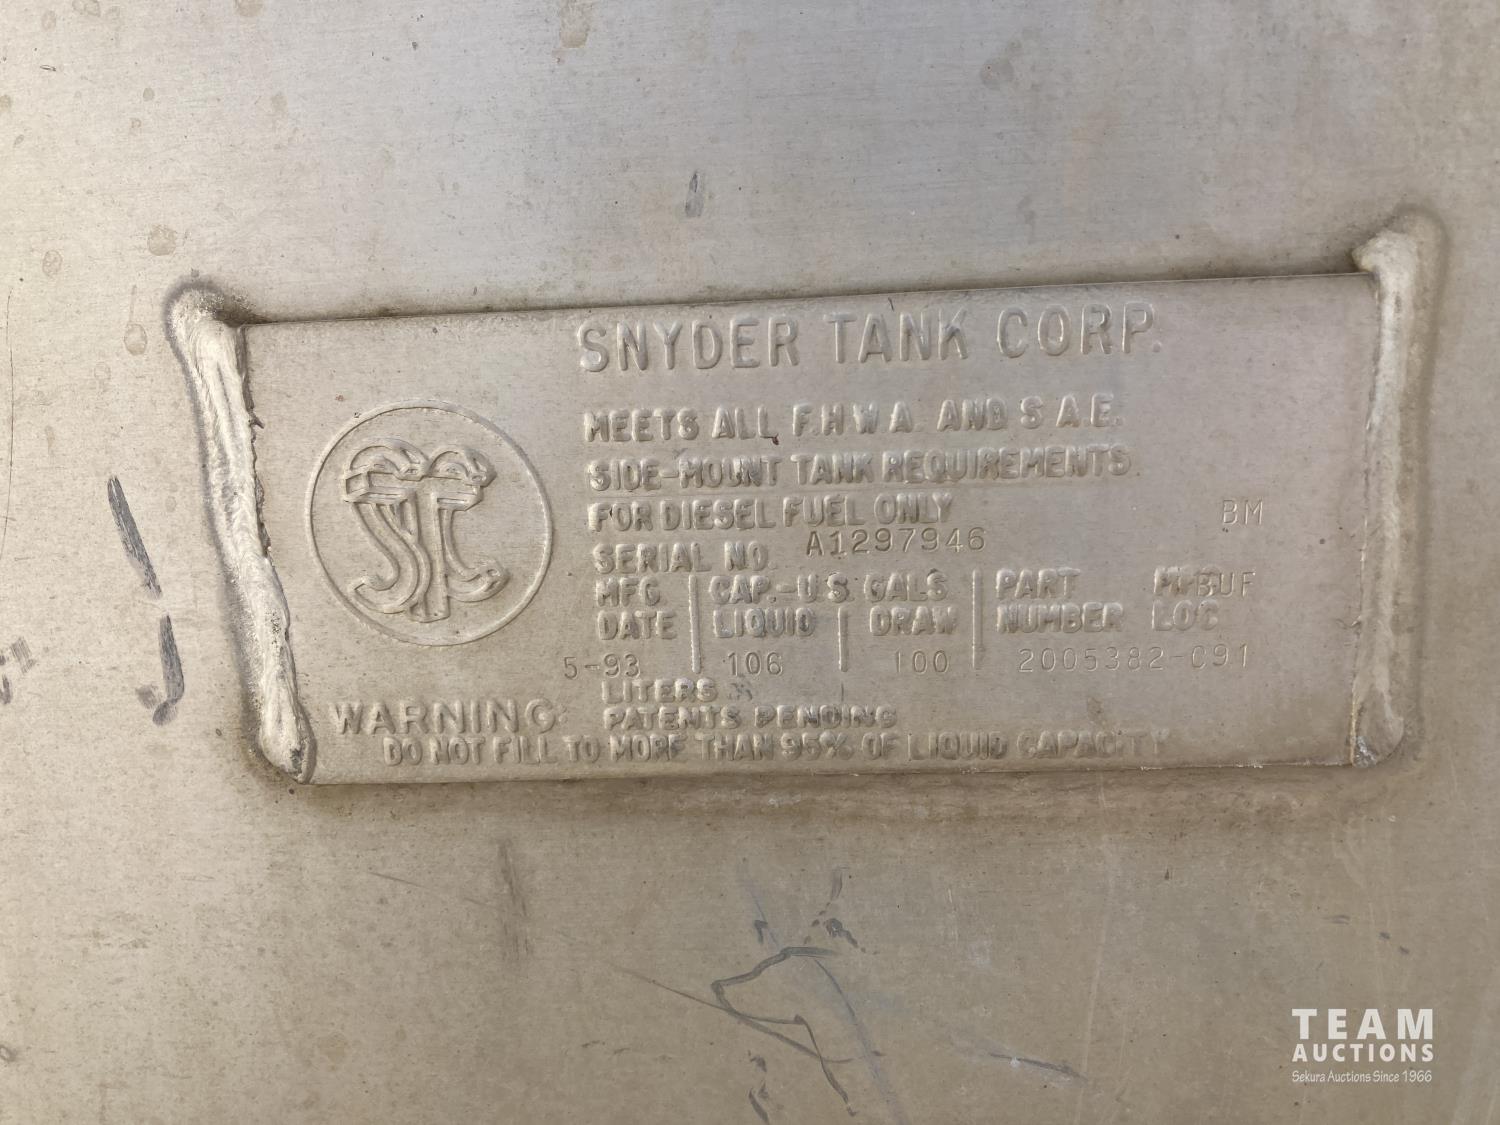 SNYDER TANK CORP.
MEETS ALL F.H.W.A. AND S.A.E.
SIDE-MOUNT TANK REQUIREMENTS
FOR DIESEL FUEL ONLY
BM
SERIAL NO. A1297946
MFG CAP.-U.S. GALS PART BUF
DATE LIQUID DRAW NUMBER LOC
5-93 106 100 2005382-C91
LITERS
WARNING: PATENTS PENDING
DO NOT FILL TO MORE THAN 95% OF LIQUID CAPACITY
STC
TEAM
AUCTIONS
Sekura Auctions Since 1966